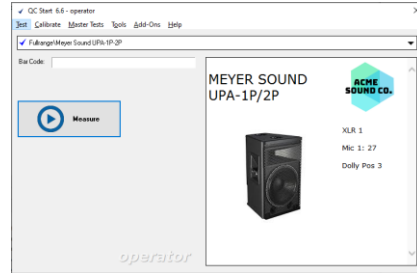 QC Start 6.6 - operator
Test Calibrate Master Tests Tools Add-Ons Help
Fullrange\Meyer Sound UPA-1P-2P
Bar Code:
Measure
MEYER SOUND
UPA-1P/2P
ACME
SOUND CO.
XLR 1
Mic 1: 27
Dolly Pos 3
operator